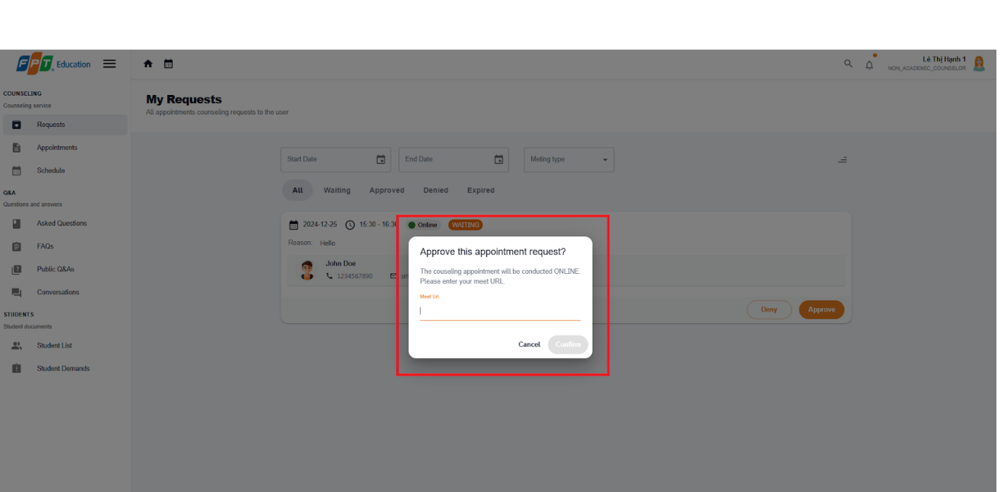 FPT. Education
Lê Thị Hạnh 1
NON_ACADEMIC_COUNSELOR
COUNSELING
Counseling service
Requests
Appointments
Schedule
Q&A
Questions and answers
Asked Questions
FAQs
Public Q&As
Conversations
STUDENTS
Student documents
Student List
Student Demands
My Requests
All appointments counseling requests to the user
Start Date
End Date
Meting type
All Waiting Approved Denied Expired
2024-12-25 15:30 - 16:30 Online WAITING
Reason: Hello
John Doe
1234567890
Deny Approve
Approve this appointment request?
The couseling appointment will be conducted ONLINE.
Please enter your meet URL.
Meet Url
Cancel Confirm